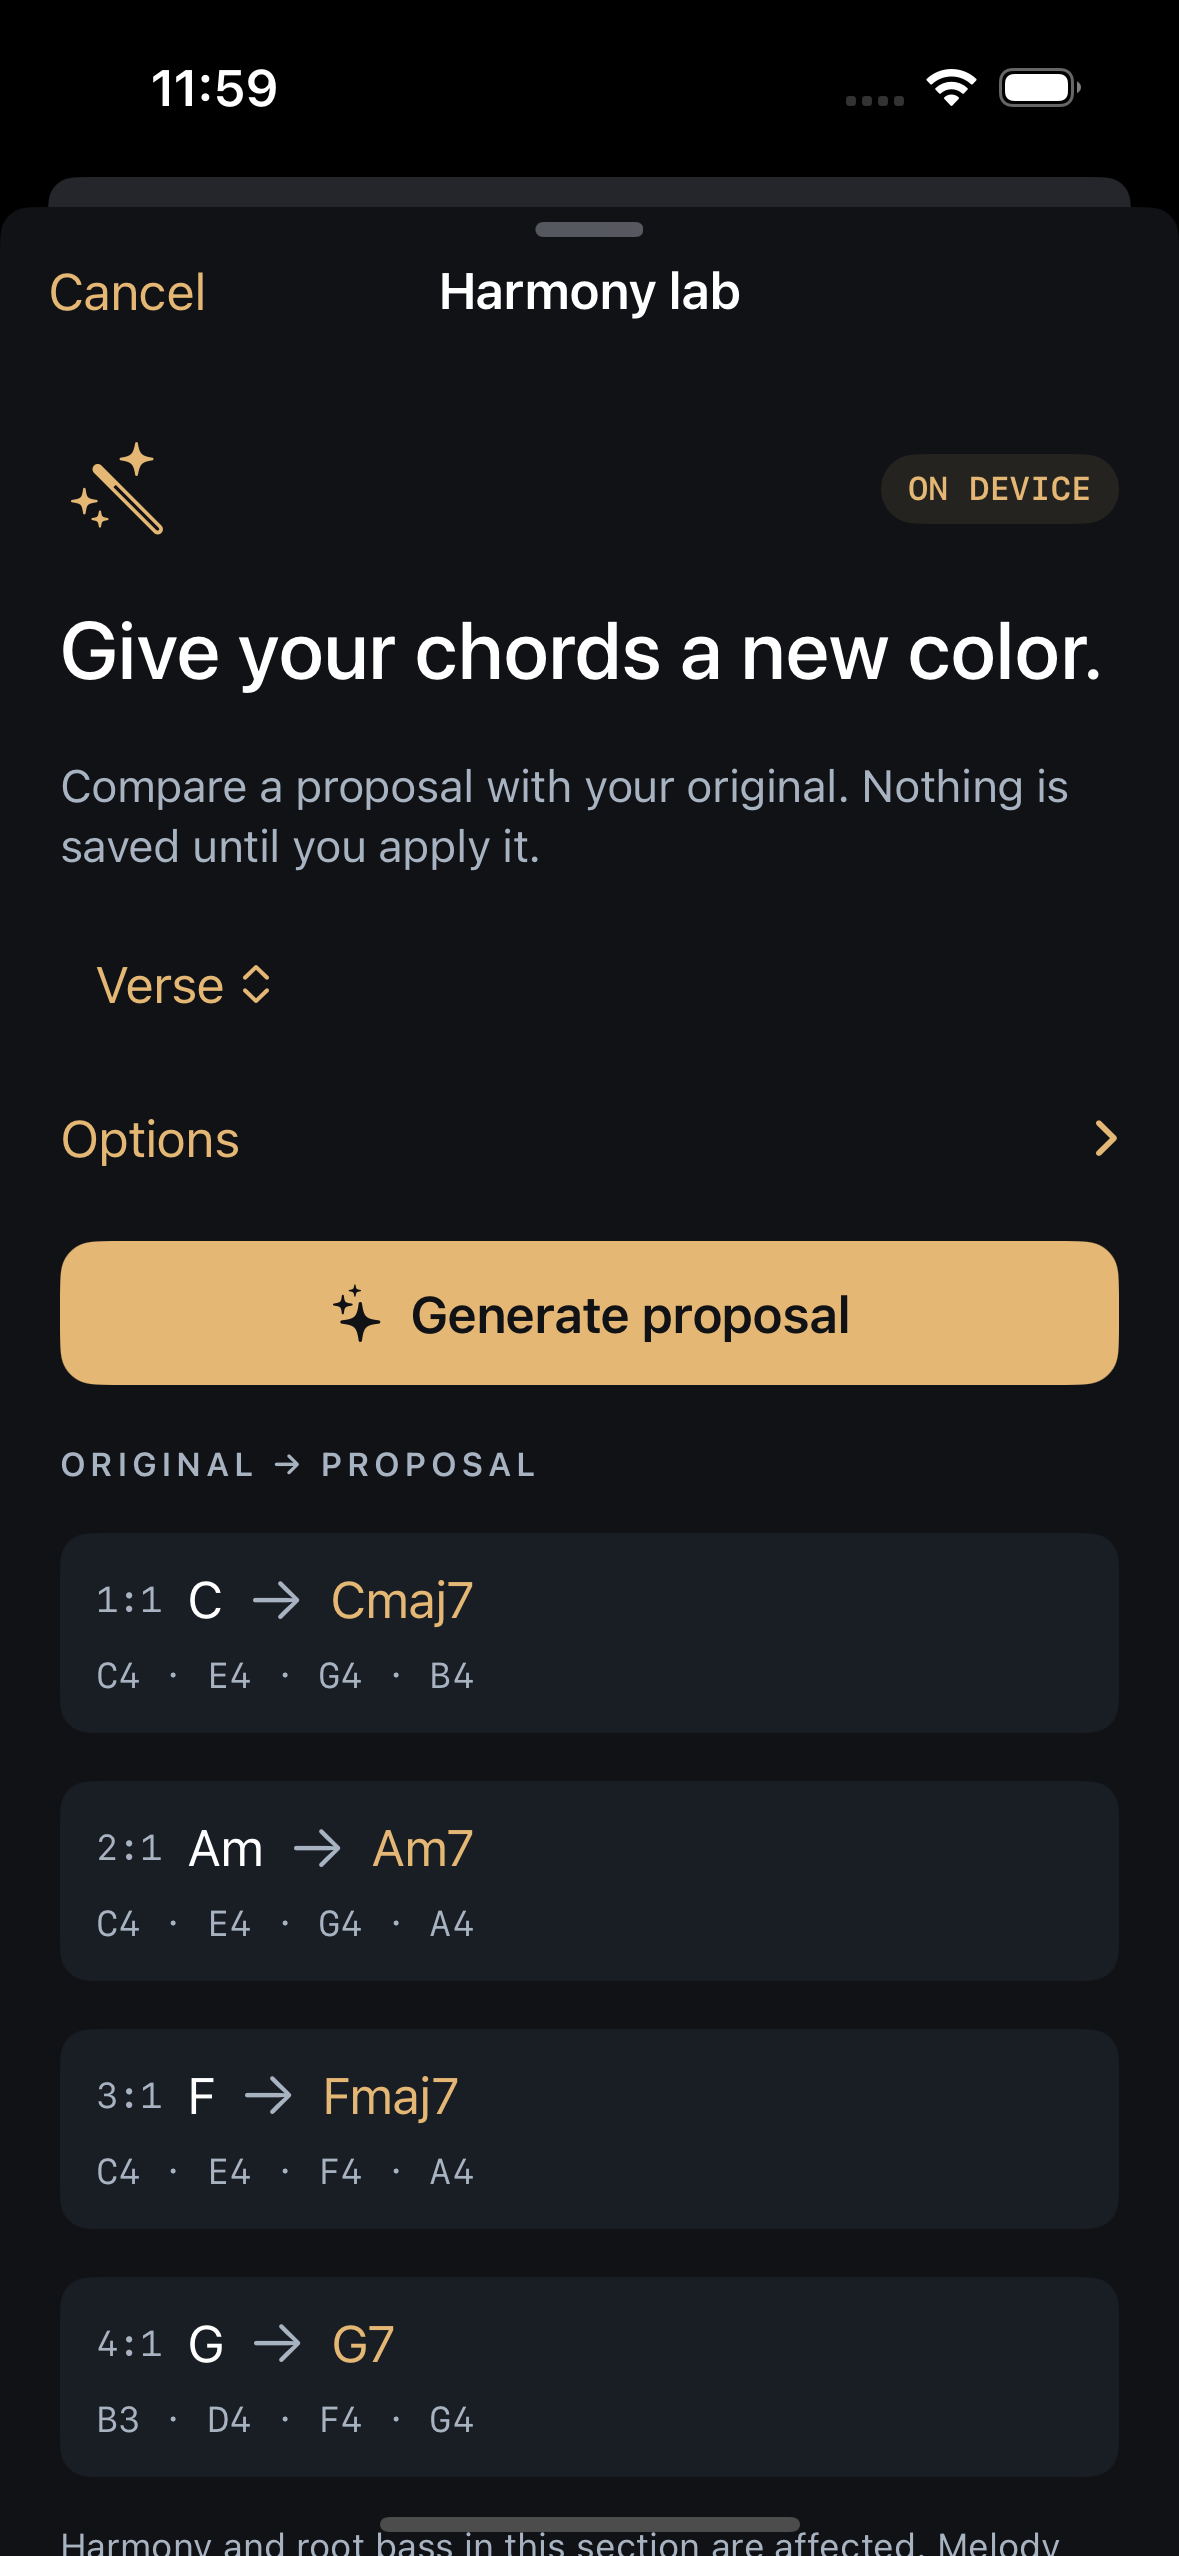 11:59
Cancel
Harmony lab
ON DEVICE
Give your chords a new color.
Compare a proposal with your original. Nothing is
saved until you apply it.
Verse
Options
Generate proposal
ORIGINAL → PROPOSAL
1:1 C → Cmaj7
C4 · E4 · G4 · B4
2:1 Am → Am7
C4 · E4 · G4 · A4
3:1 F → Fmaj7
C4 · E4 · F4 · A4
4:1 G → G7
B3 · D4 · F4 · G4
Harmony and root bass in this section are affected. Melody